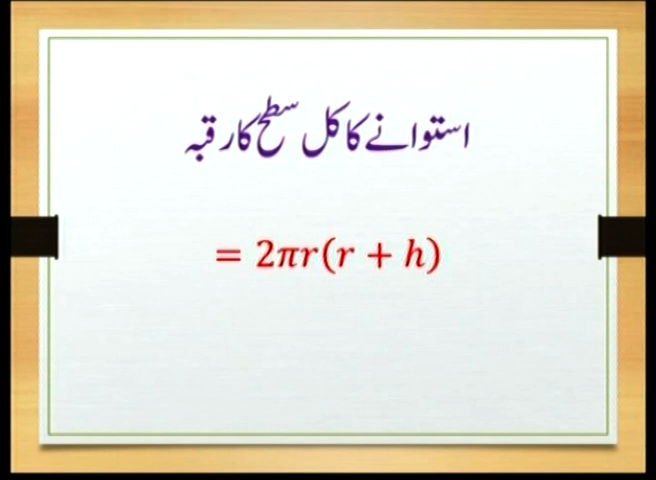 استوانے کا کل سطح کا رقبہ
= 2πr(r + h)